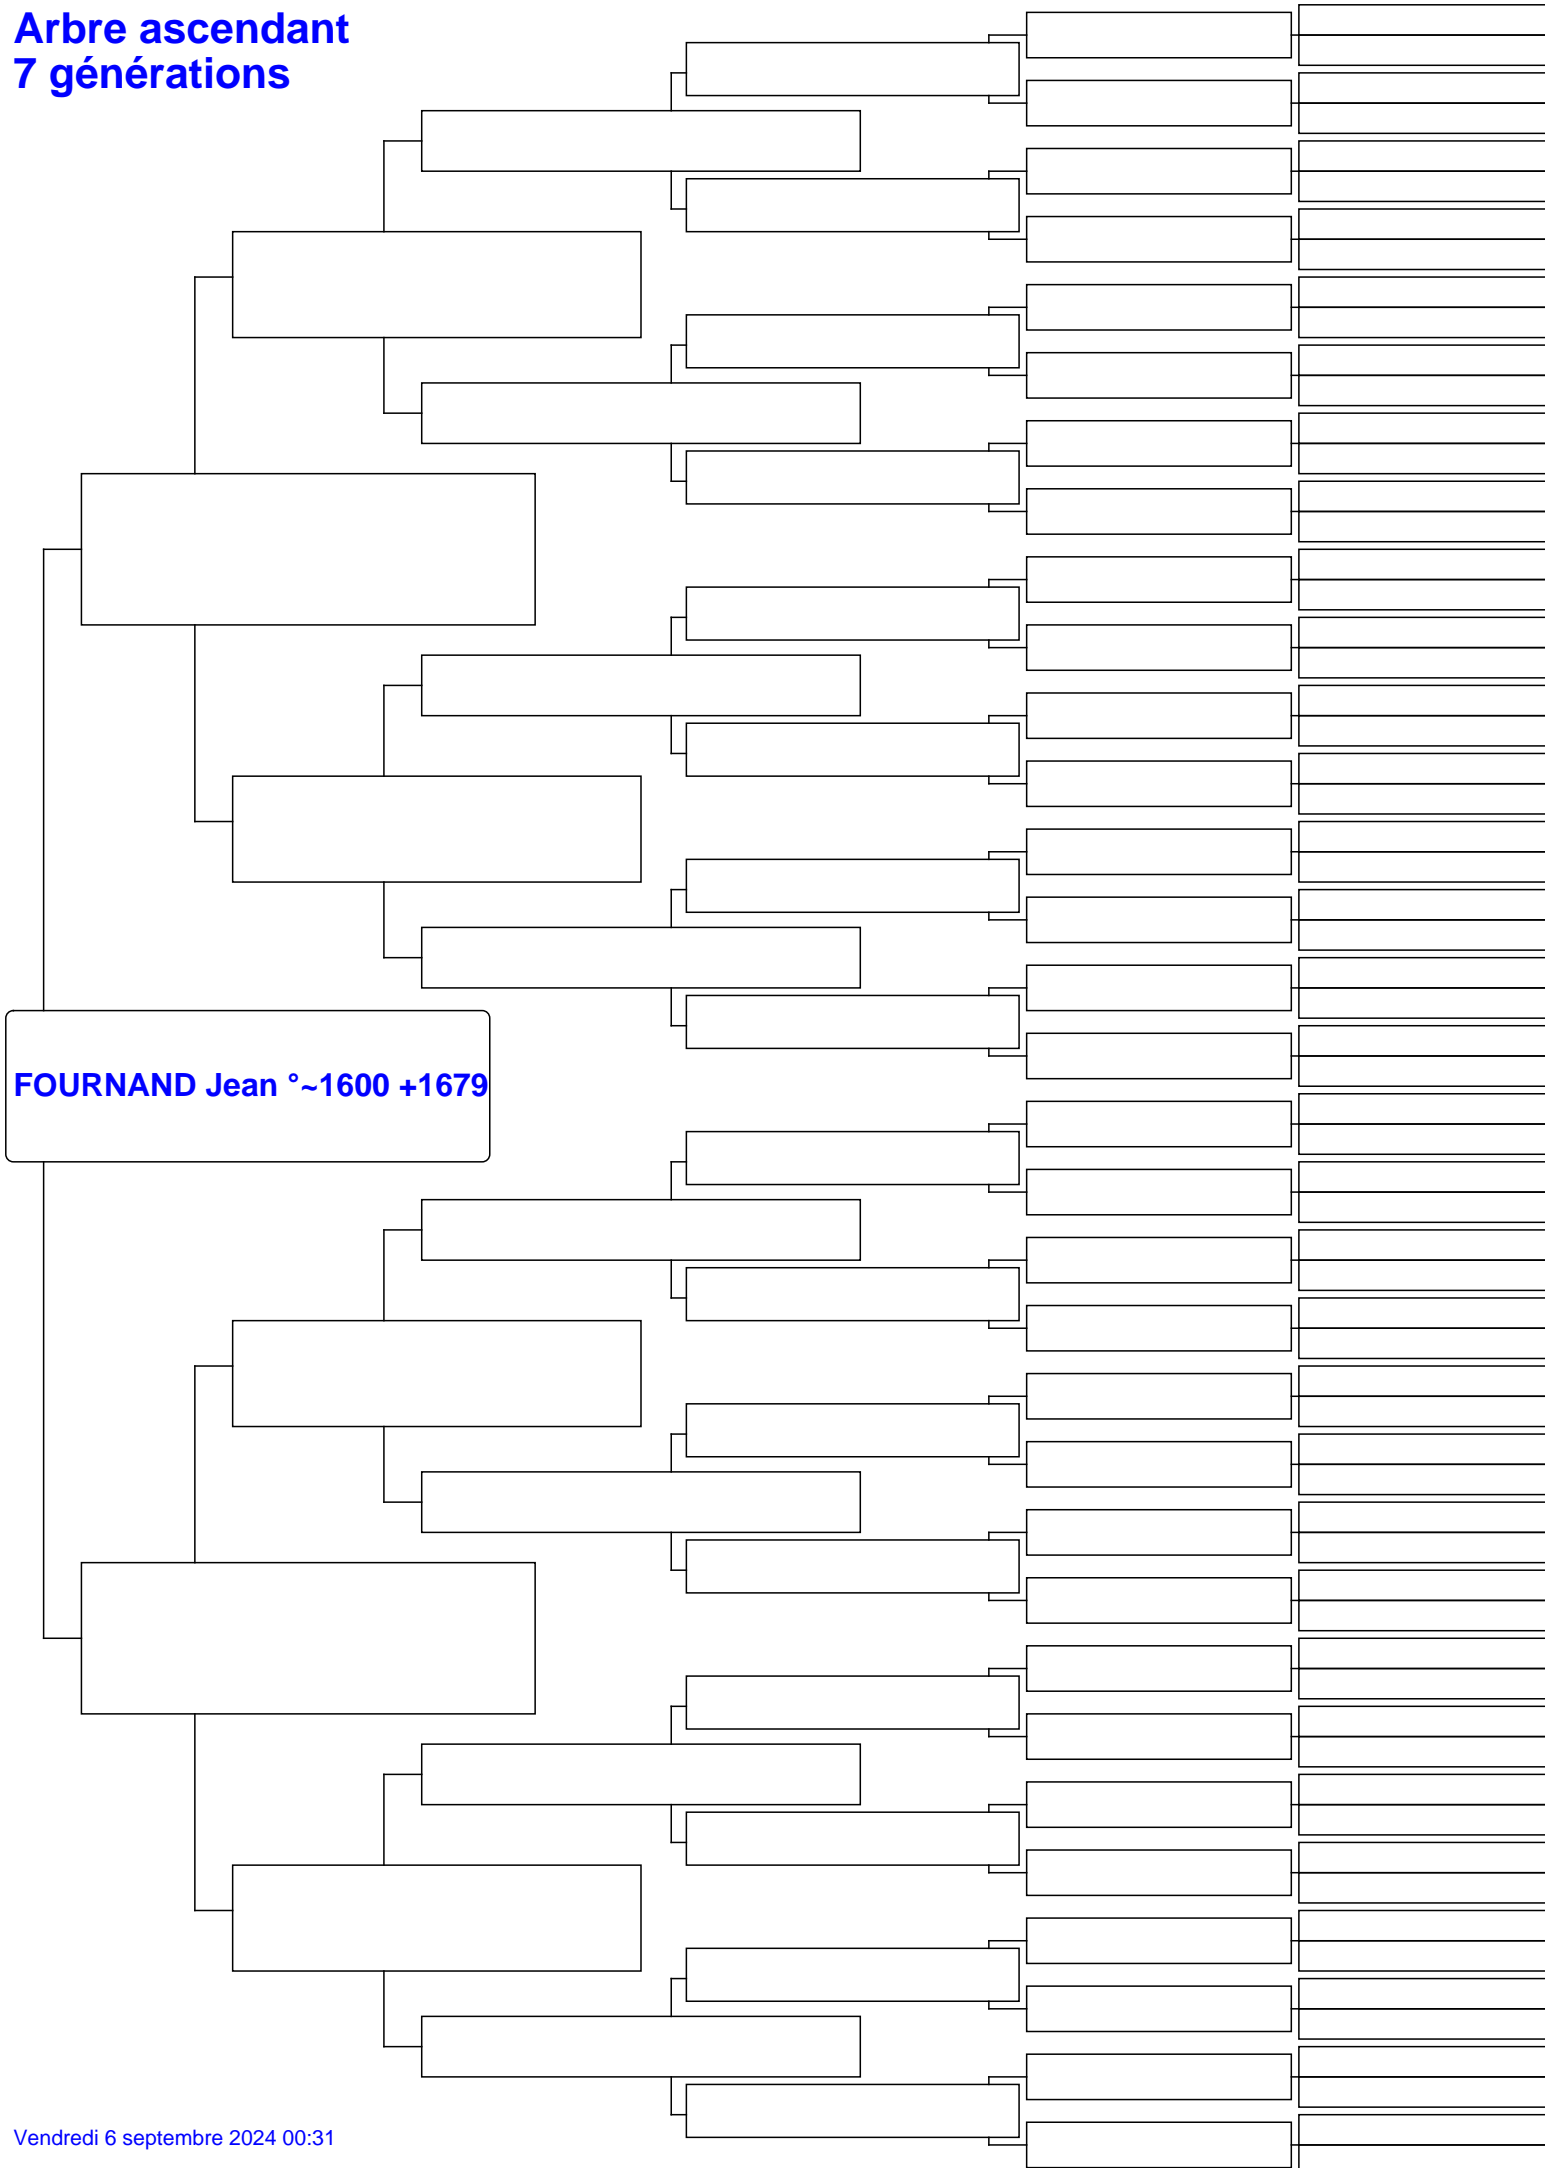 Arbre ascendant
7 générations
FOURNAND Jean °~1600 +1679
Vendredi 6 septembre 2024 00:31